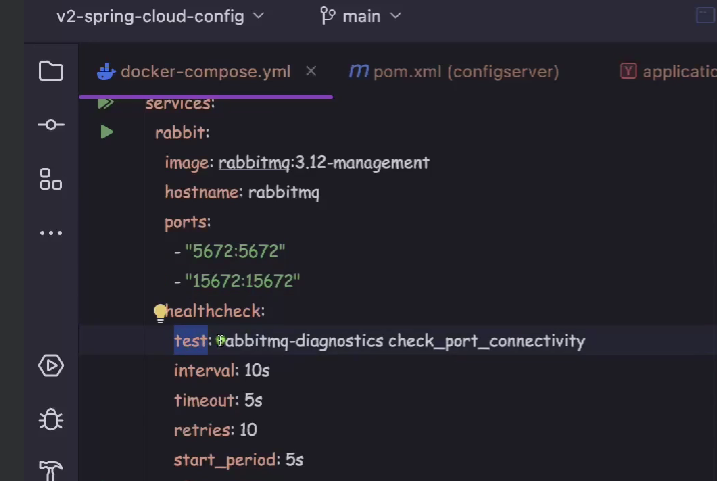 v2-spring-cloud-config main
docker-compose.yml pom.xml (configserver)
services:
rabbit:
image: rabbitmq:3.12-management
hostname: rabbitmq
ports:
- "5672:5672"
- "15672:15672"
healthcheck:
test: rabbitmq-diagnostics check_port_connectivity
interval: 10s
timeout: 5s
retries: 10
start_period: 5s